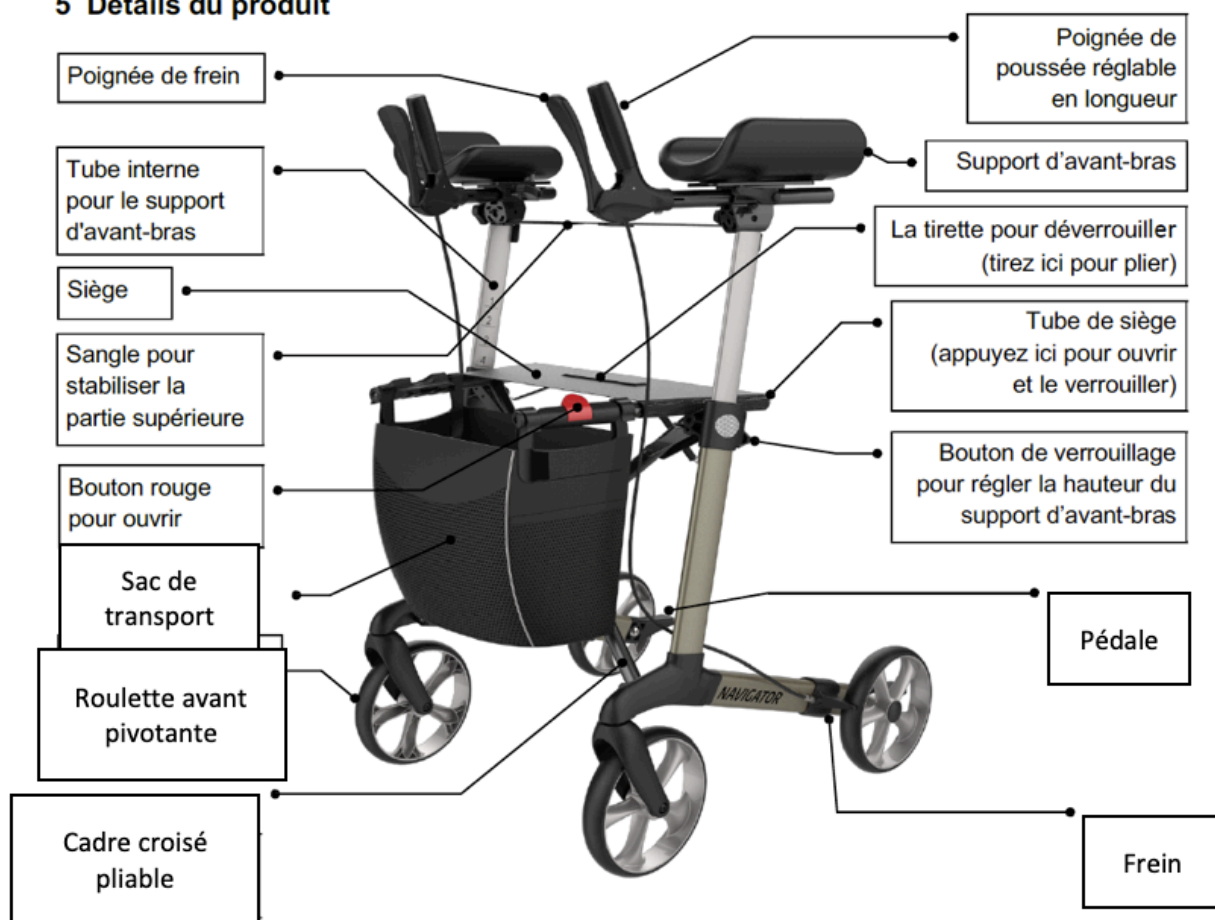 5 Détails du produit
Poignée de frein
Tube interne
pour le support
d'avant-bras
Siège
Sangle pour
stabiliser la
partie supérieure
Bouton rouge
pour ouvrir
Sac de
transport
Roulette avant
pivotante
Cadre croisé
pliable
Poignée de
poussée réglable
en longueur
Support d'avant-bras
La tirette pour déverrouiller
(tirez ici pour plier)
Tube de siège
(appuyez ici pour ouvrir
et le verrouiller)
Bouton de verrouillage
pour régler la hauteur du
support d'avant-bras
Pédale
Frein
1
2
4
NAVIGATOR